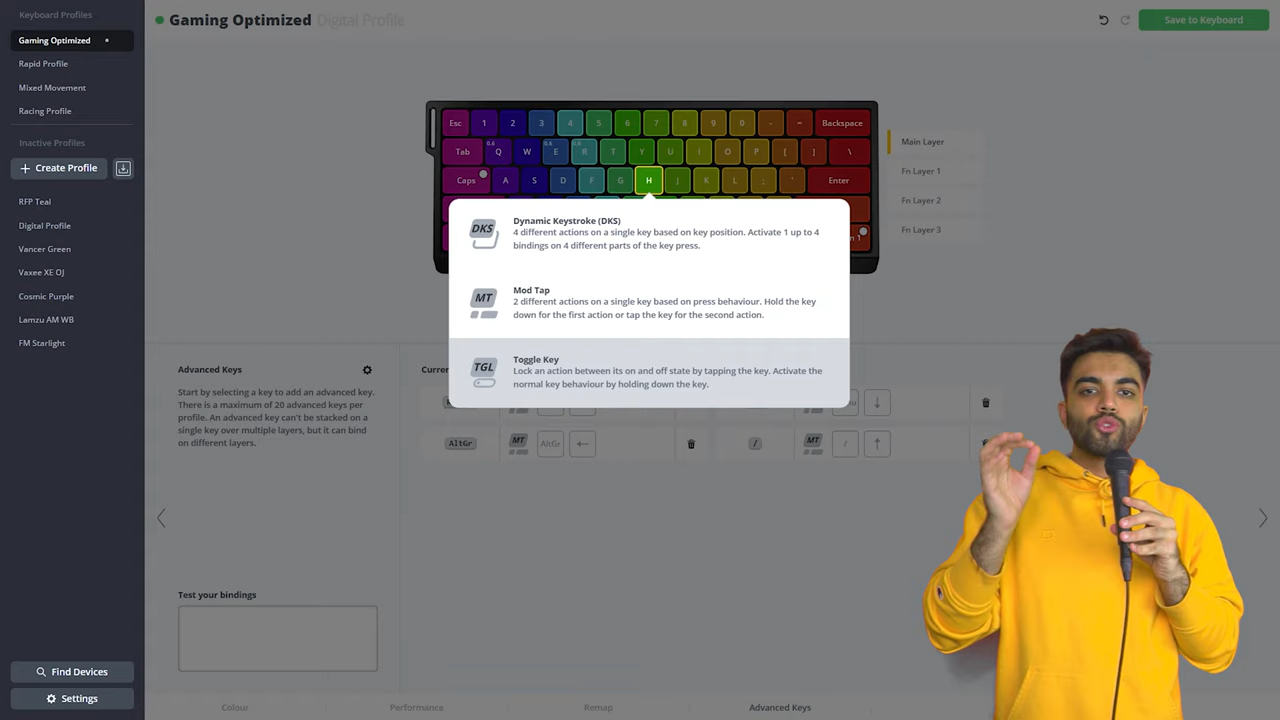 Keyboard Profiles
Gaming Optimized
Rapid Profile
Mixed Movement
Racing Profile
Inactive Profiles
Create Profile
RFP Teal
Digital Profile
Vancer Green
Vaxee XE OJ
Cosmic Purple
Lamzu AM WB
FM Starlight
Find Devices
Settings
Gaming Optimized Digital Profile
Save to Keyboard
Esc 1 2 3 4 5 6 7 8 9 0 - = Backspace
Tab 0.6 Q W 0.6 E 0.6 R T Y U I O P [ ] \
Caps A S D F G H J K L ; ' Enter
Main Layer
Fn Layer 1
Fn Layer 2
Fn Layer 3
DKS
Dynamic Keystroke (DKS)
4 different actions on a single key based on key position. Activate 1 up to 4
bindings on 4 different parts of the key press.
MT
Mod Tap
2 different actions on a single key based on press behaviour. Hold the key
down for the first action or tap the key for the second action.
TGL
Toggle Key
Lock an action between its on and off state by tapping the key. Activate the
normal key behaviour by holding down the key.
Advanced Keys
Start by selecting a key to add an advanced key.
There is a maximum of 20 advanced keys per
profile. An advanced key can't be stacked on a
single key over multiple layers, but it can bind
on different layers.
AltGr MT AltGr ← / MT / ↑
Test your bindings
Colour
Performance
Remap
Advanced Keys